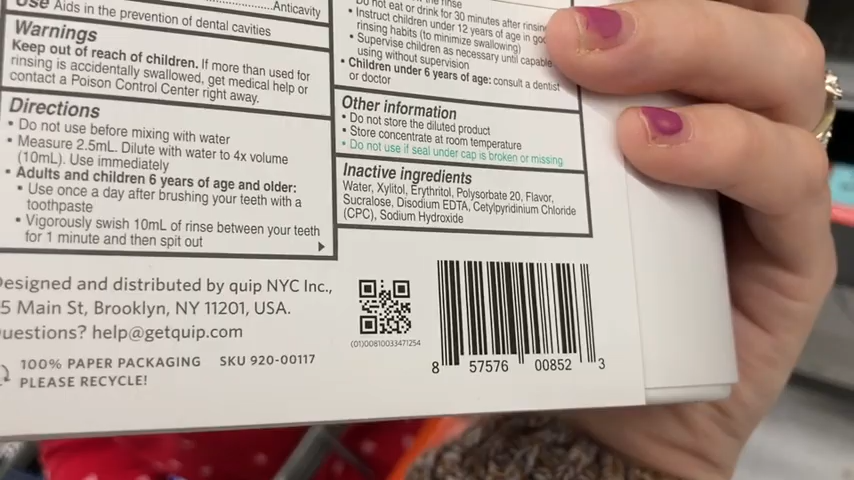 Use Aids in the prevention of dental cavities
Anticavity
Warnings
Keep out of reach of children. If more than used for
rinsing is accidentally swallowed, get medical help or
contact a Poison Control Center right away.
Directions
• Do not use before mixing with water
• Measure 2.5mL. Dilute with water to 4x volume
(10mL). Use immediately
• Adults and children 6 years of age and older:
• Use once a day after brushing your teeth with a
toothpaste
• Vigorously swish 10mL of rinse between your teeth
for 1 minute and then spit out
the rinse
• Do not eat or drink for 30 minutes after rinsing
• Instruct children under 12 years of age in
rinsing habits (to minimize swallowing)
• Supervise children as necessary until capable
using without supervision
• Children under 6 years of age: consult a dentist
or doctor
Other information
• Do not store the diluted product
• Store concentrate at room temperature
• Do not use if seal under cap is broken or missing
Inactive ingredients
Water, Xylitol, Erythritol, Polysorbate 20, Flavor,
Sucralose, Disodium EDTA, Cetylpyridinium Chloride
(CPC), Sodium Hydroxide
esigned and distributed by quip NYC Inc.,
5 Main St, Brooklyn, NY 11201, USA.
uestions? help@getquip.com
100% PAPER PACKAGING SKU 920-00117
PLEASE RECYCLE!
(01)00810033471254
8 57576 00852 3